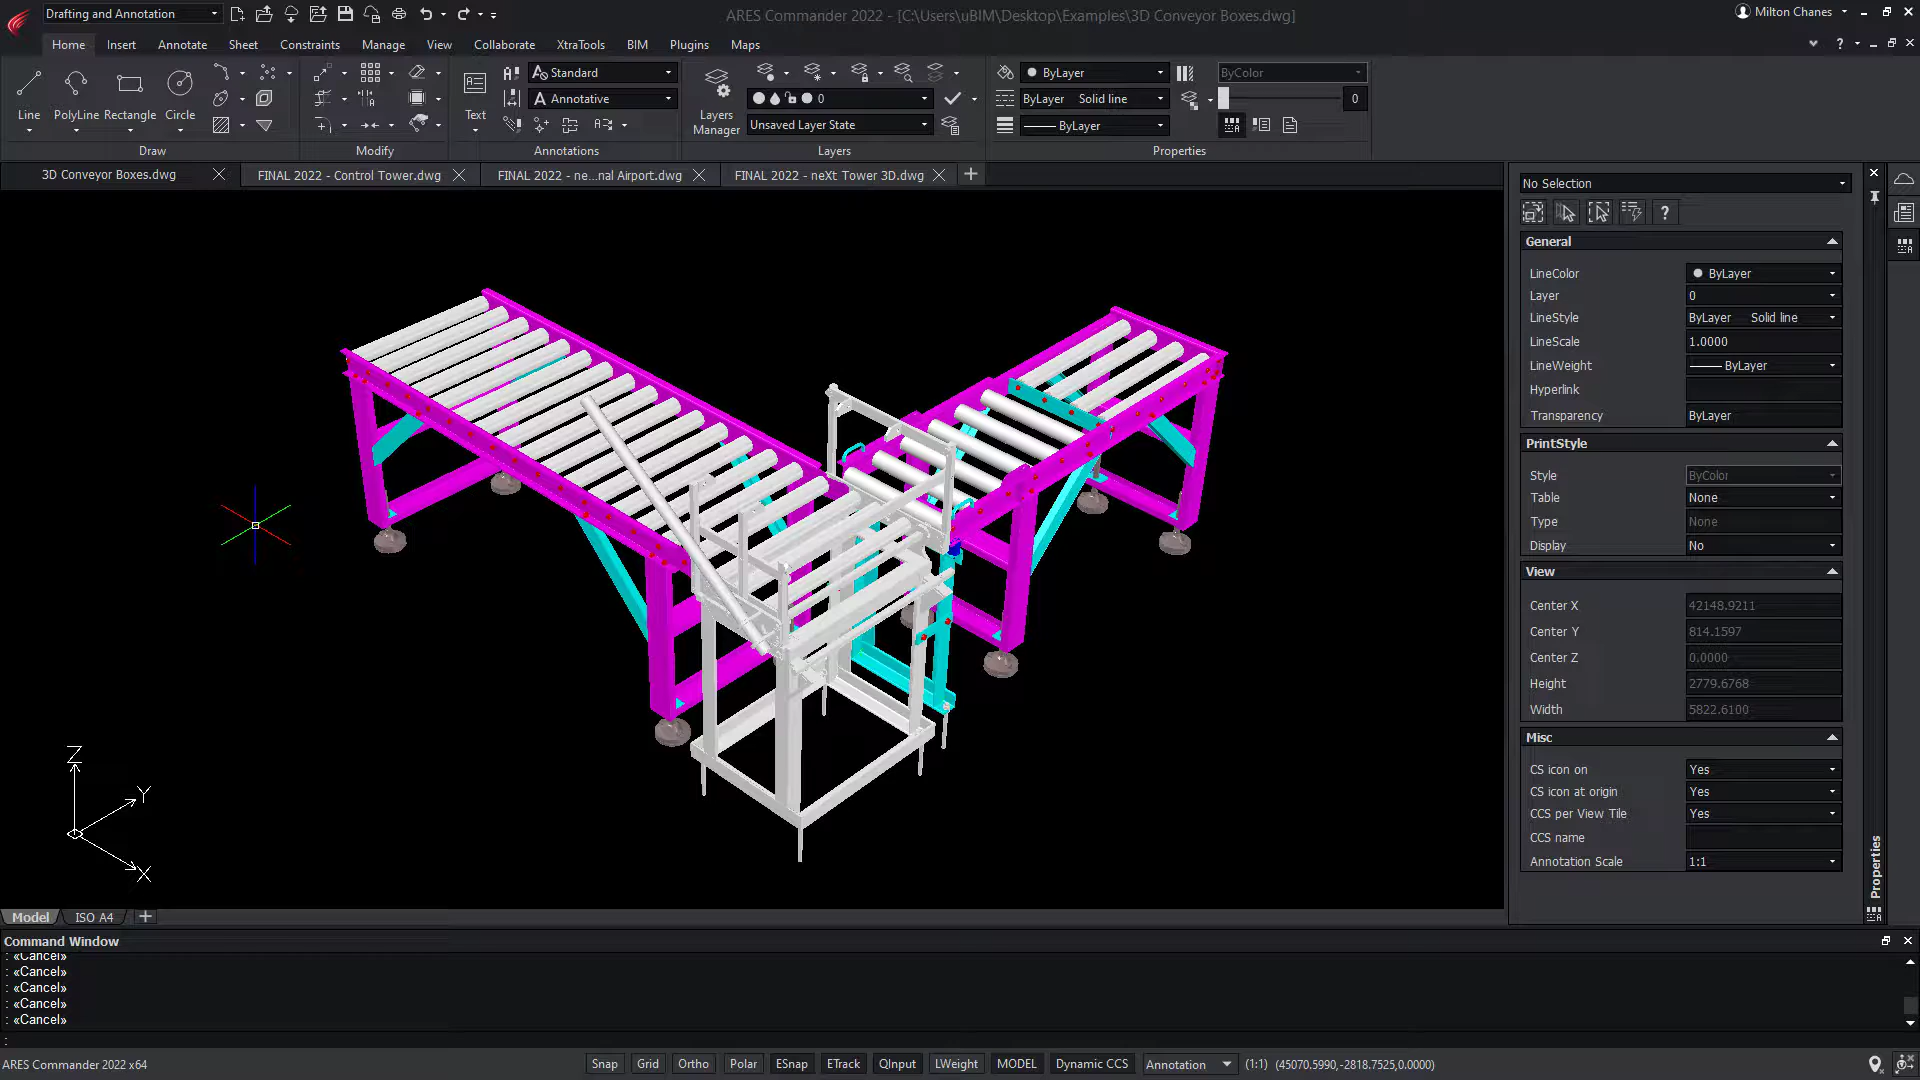 Drafting and Annotation
ARES Commander 2022 - [C:\Users\uBIM\Desktop\Examples\3D Conveyor Boxes.dwg]
Milton Chanes
Home Insert Annotate Sheet Constraints Manage View Collaborate XtraTools BIM Plugins Maps
Line PolyLine Rectangle Circle
Draw
Modify
Text
Standard
Annotative
Annotations
Layers Manager
0
Unsaved Layer State
Layers
ByLayer
ByLayer Solid line
ByLayer
ByColor
0
Properties
3D Conveyor Boxes.dwg
FINAL 2022 - Control Tower.dwg
FINAL 2022 - ne...nal Airport.dwg
FINAL 2022 - neXt Tower 3D.dwg
Z
Y
X
No Selection
General
LineColor ByLayer
Layer 0
LineStyle ByLayer Solid line
LineScale 1.0000
LineWeight ByLayer
Hyperlink
Transparency ByLayer
PrintStyle
Style ByColor
Table None
Type None
Display No
View
Center X 42148.9211
Center Y 814.1597
Center Z 0.0000
Height 2779.6768
Width 5822.6100
Misc
CS icon on Yes
CS icon at origin Yes
CCS per View Tile Yes
CCS name
Annotation Scale 1:1
Properties
Model ISO A4
Command Window
: «Cancel»
: «Cancel»
: «Cancel»
: «Cancel»
: «Cancel»
:
ARES Commander 2022 x64
Snap Grid Ortho Polar ESnap ETrack QInput LWeight MODEL Dynamic CCS Annotation (1:1) (45070.5990,-2818.7525,0.0000)